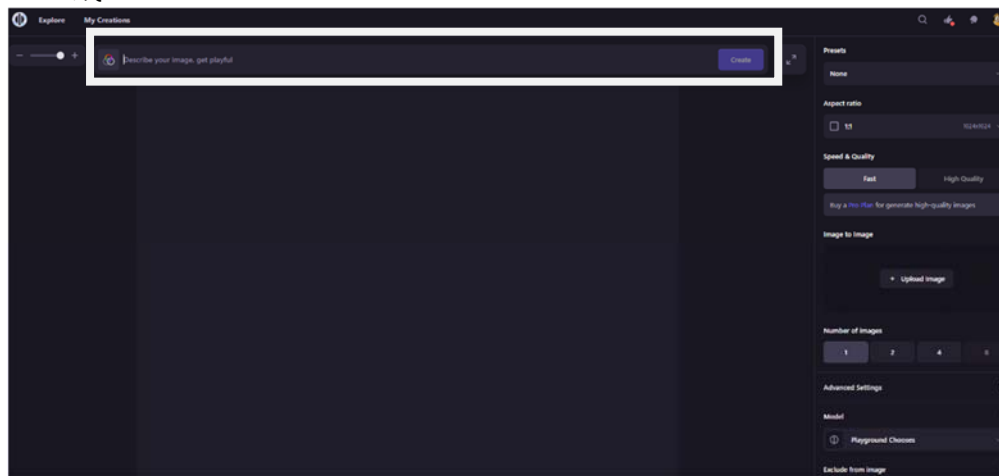 Explore My Creations
Describe your image, get playful
Create
Presets
None
Aspect ratio
1:1 1024x1024
Speed & Quality
Fast High Quality
Buy a Pro Plan for generate high-quality images
Image to Image
+ Upload Image
Number of images
1 2 4 8
Advanced Settings
Model
Playground Chooses
Exclude from image